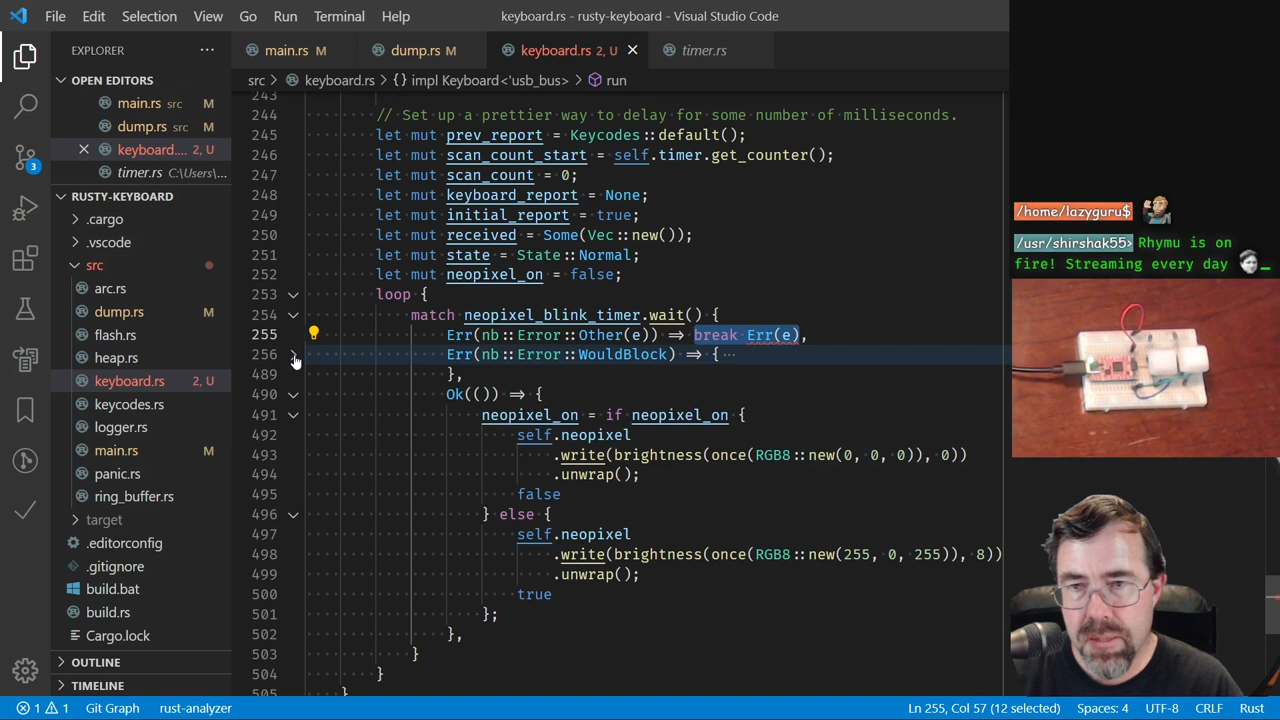 File Edit Selection View Go Run Terminal Help keyboard.rs - rusty-keyboard - Visual Studio Code
EXPLORER ···
main.rs M dump.rs M keyboard.rs 2, U timer.rs
src > keyboard.rs > {} impl Keyboard<'usb_bus> > run
OPEN EDITORS
main.rs src M
dump.rs src M
keyboard.... 2, U
timer.rs C:\Users\...
RUSTY-KEYBOARD
.cargo
.vscode
src
arc.rs
dump.rs M
flash.rs
heap.rs
keyboard.rs 2, U
keycodes.rs
logger.rs
main.rs M
panic.rs
ring_buffer.rs
target
.editorconfig
.gitignore
build.bat
build.rs
Cargo.lock
OUTLINE
TIMELINE
3
243
244 // Set up a prettier way to delay for some number of milliseconds.
245 let mut prev_report = Keycodes::default();
246 let mut scan_count_start = self.timer.get_counter();
247 let mut scan_count = 0;
248 let mut keyboard_report = None;
249 let mut initial_report = true;
250 let mut received = Some(Vec::new());
251 let mut state = State::Normal;
252 let mut neopixel_on = false;
253 loop {
254 match neopixel_blink_timer.wait() {
255 Err(nb::Error::Other(e)) => break Err(e),
256 Err(nb::Error::WouldBlock) => { ···
489 },
490 Ok(()) => {
491 neopixel_on = if neopixel_on {
492 self.neopixel
493 .write(brightness(once(RGB8::new(0, 0, 0)), 0))
494 .unwrap();
495 false
496 } else {
497 self.neopixel
498 .write(brightness(once(RGB8::new(255, 0, 255)), 8))
499 .unwrap();
500 true
501 };
502 },
503 }
504 }
505 }
/home/lazyguru$
/usr/shirshak55> Rhymu is on
fire! Streaming every day _
1 1 Git Graph rust-analyzer Ln 255, Col 57 (12 selected) Spaces: 4 UTF-8 CRLF Rust